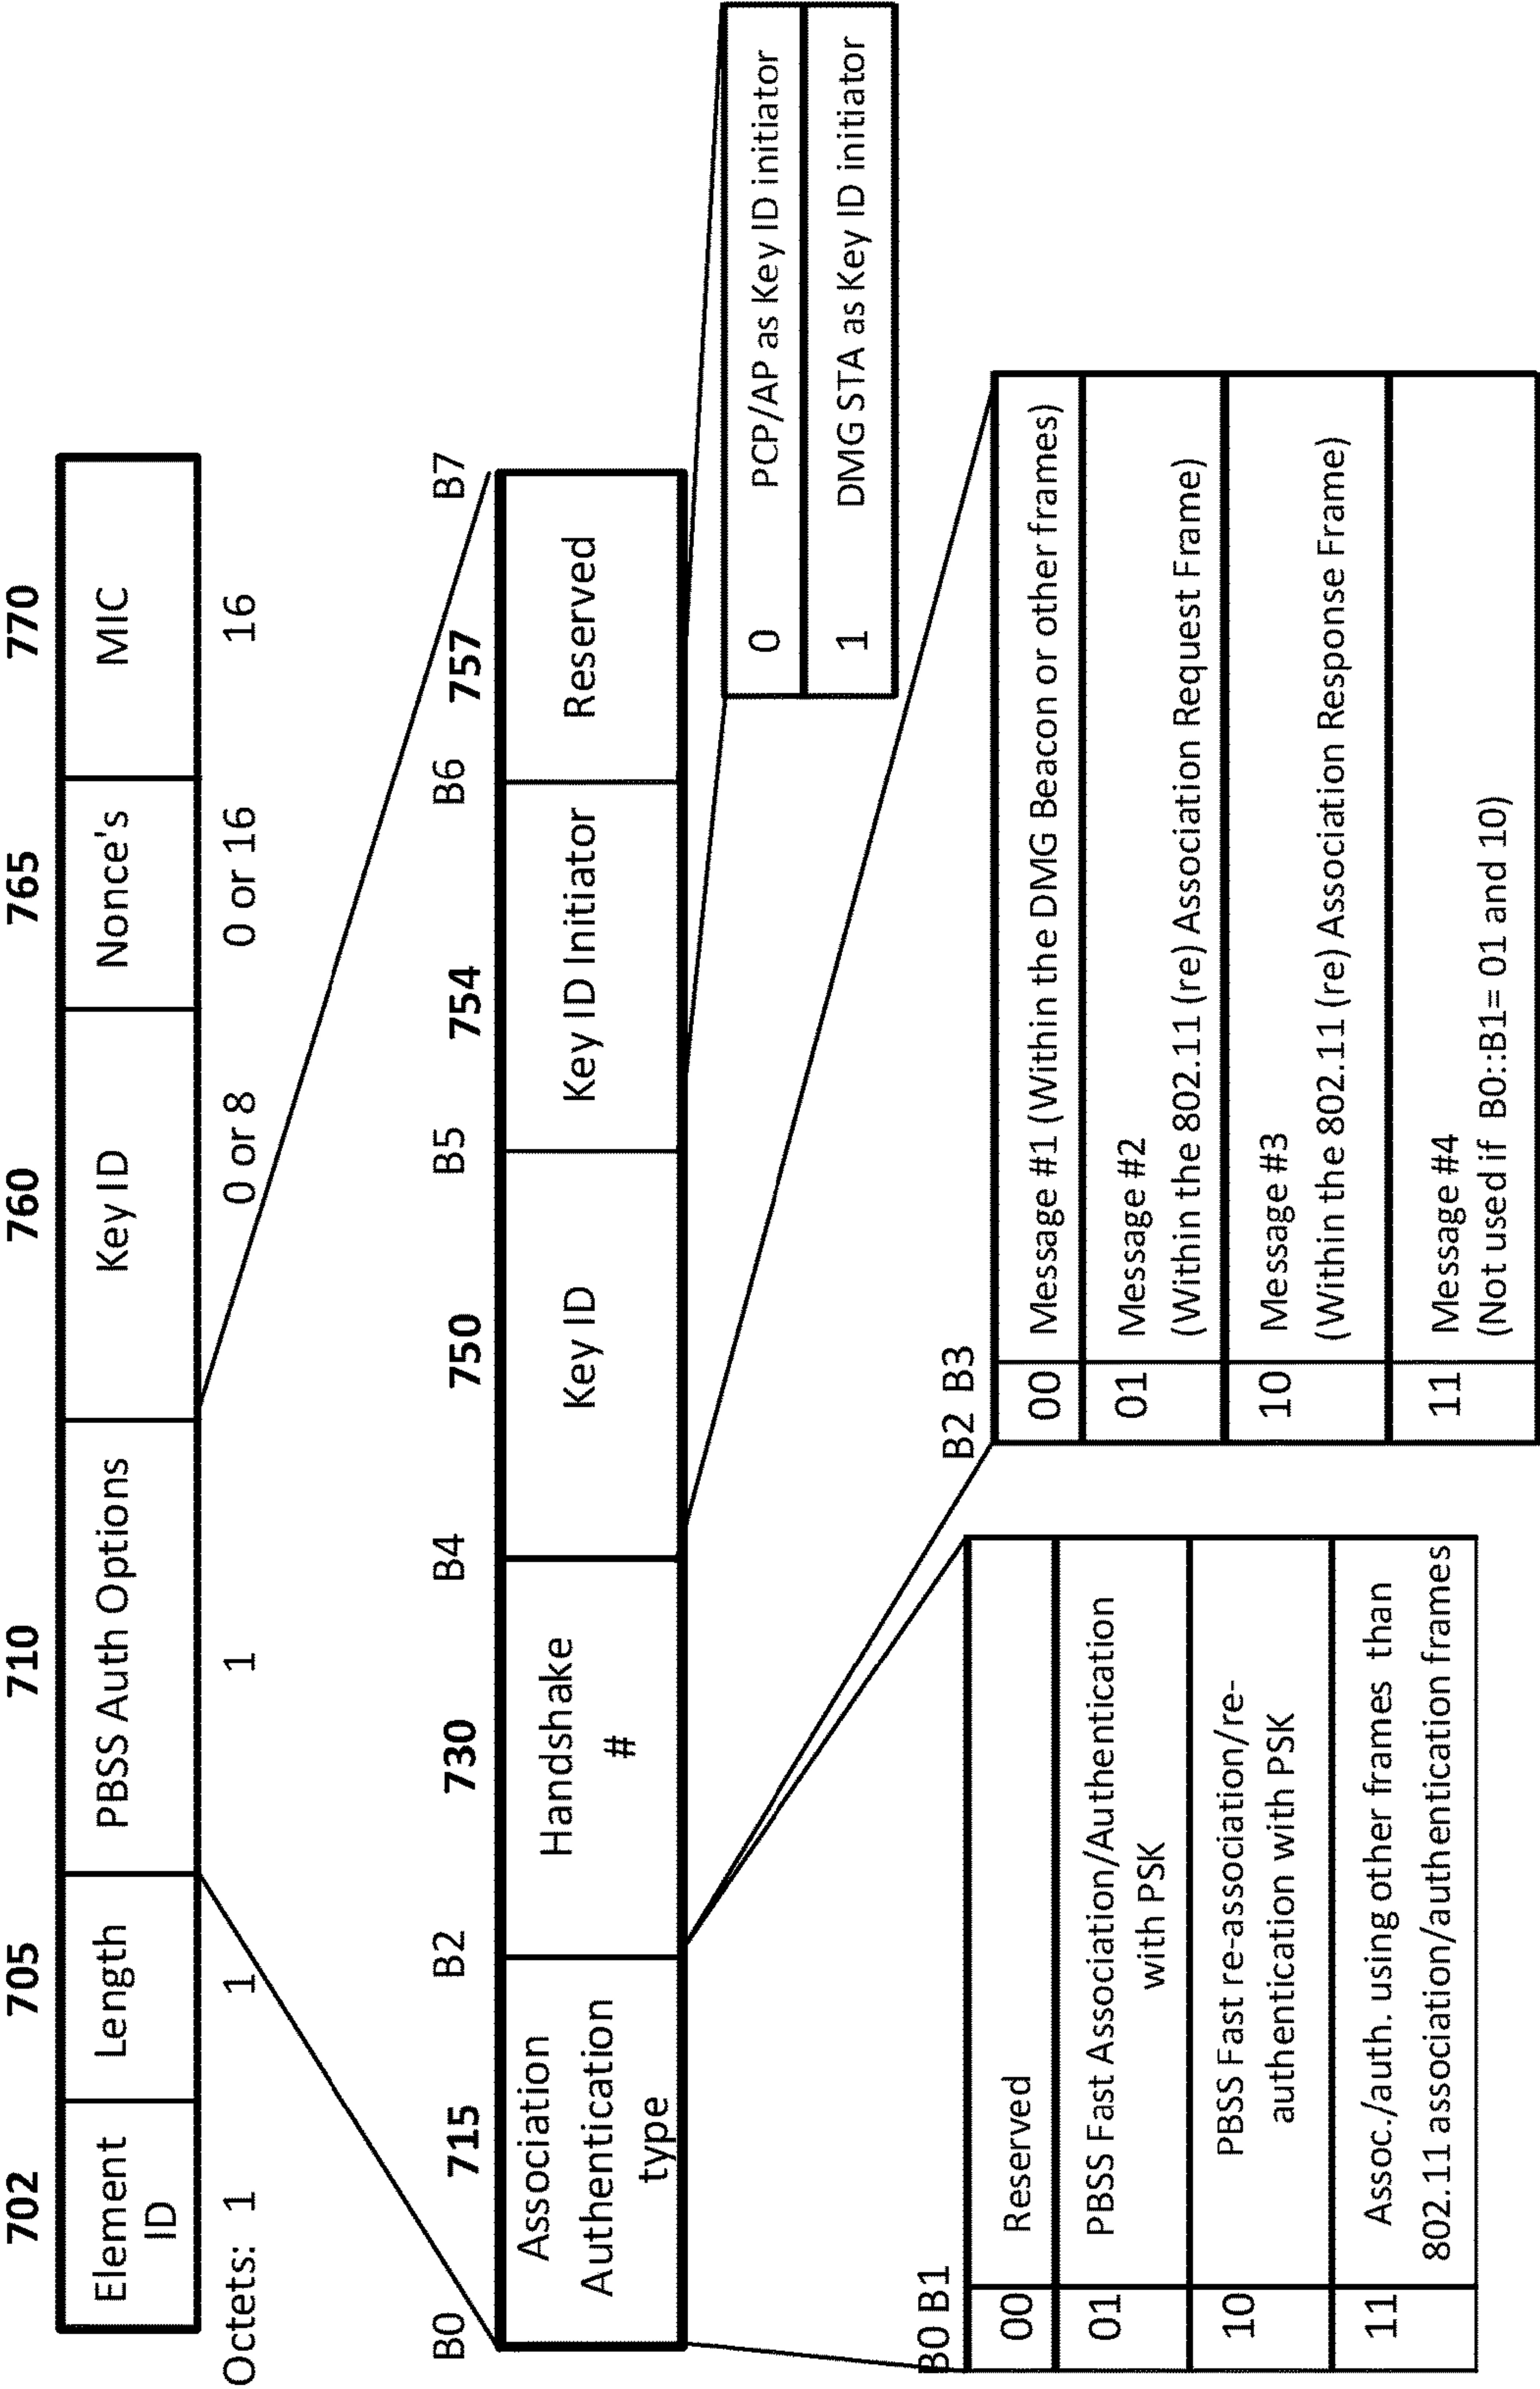 702 705 710 760 765 770
Element
ID
Length
PBSS Auth Options
Key ID
Nonce's
MIC
Octets: 1 1 1 0 or 8 0 or 16 16
B0 715 B2 730 B4 750 B5 754 B6 757 B7
Association
Authentication
type
Handshake
#
Key ID
Key ID Initiator
Reserved
0 PCP/AP as Key ID initiator
1 DMG STA as Key ID initiator
B2 B3
00 Message #1 (Within the DMG Beacon or other frames)
01 Message #2
(Within the 802.11 (re) Association Request Frame)
10 Message #3
(Within the 802.11 (re) Association Response Frame)
11 Message #4
(Not used if B0::B1= 01 and 10)
B0 B1
00 Reserved
01 PBSS Fast Association/Authentication
with PSK
10 PBSS Fast re-association/re-
authentication with PSK
11 Assoc./auth. using other frames than
802.11 association/authentication frames